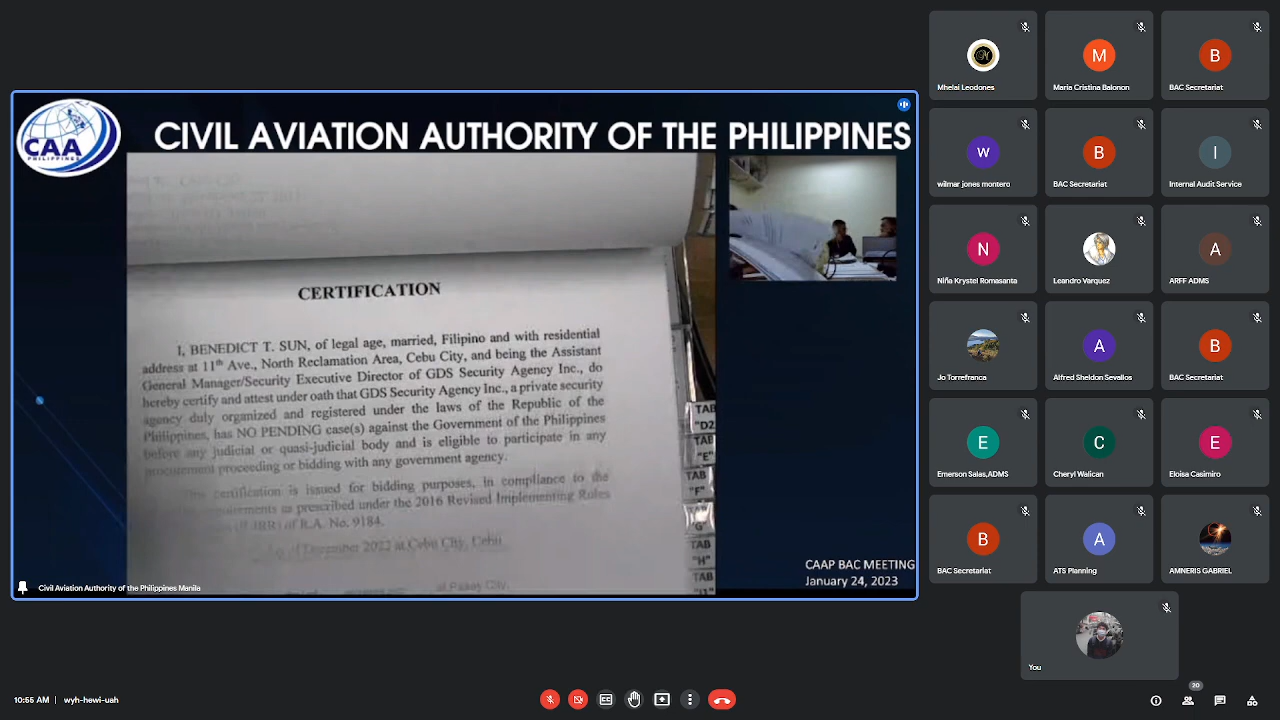 CAA
PHILIPPINES
CIVIL AVIATION AUTHORITY OF THE PHILIPPINES
CERTIFICATION
I, BENEDICT T. SUN, of legal age, married, Filipino and with residential
address at 11th Ave., North Reclamation Area, Cebu City, and being the Assistant
General Manager/Security Executive Director of GDS Security Agency Inc., do
hereby certify and attest under oath that GDS Security Agency Inc., a private security
agency duly organized and registered under the laws of the Republic of the
Philippines, has NO PENDING case(s) against the Government of the Philippines
before any judicial or quasi-judicial body and is eligible to participate in any
procurement proceeding or bidding with any government agency.
certification is issued for bidding purposes, in compliance to the
as prescribed under the 2016 Revised Implementing Rules
of R.A. No. 9184.
of December 2022 at Cebu City, Cebu
at Pasay City,
TAB
"D2
TAB
"E"
TAB
"F"
"G"
TAB
"H"
TAB
CAAP BAC MEETING
January 24, 2023
Civil Aviation Authority of the Philippines Manila
Mhelai Leodones
M
Marie Cristina Balonon
B
BAC Secretariat
w
wilmar jones montero
B
BAC Secretariat
I
Internal Audit Service
N
Niña Krystel Romasanta
Leandro Varquez
A
ARFF ADMS
Jo Torrefranca
A
Alfred Sheldon Sevallos
B
BAC Secretariat
E
Emerson Salas,ADMS
C
Cheryl Walican
E
Eloisa Casimiro
B
BAC Secretariat
A
ATS Planning
AMNERIS GABRIEL
You
10:55 AM | wyh-hewi-uah
20